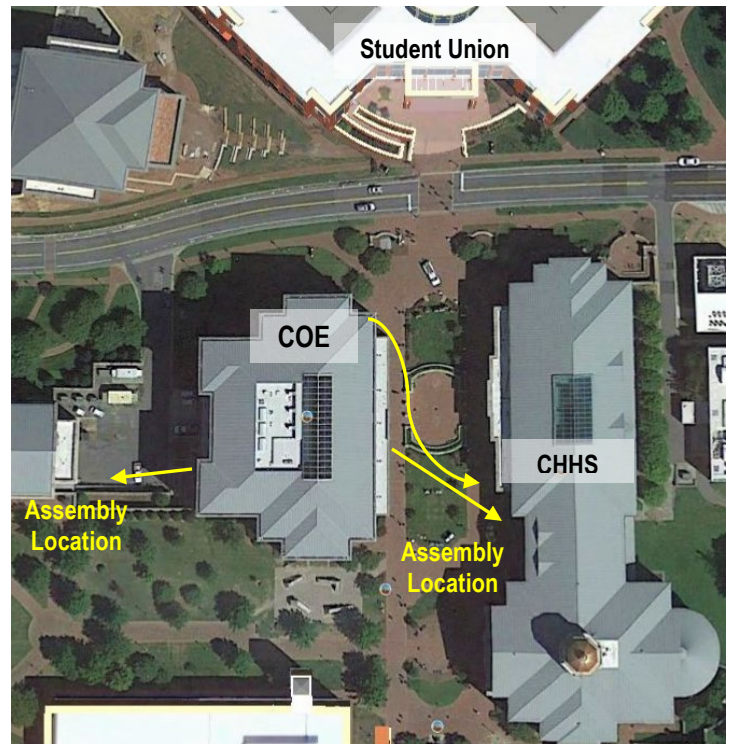 Student Union
COE
CHHS
Assembly
Location
Assembly
Location